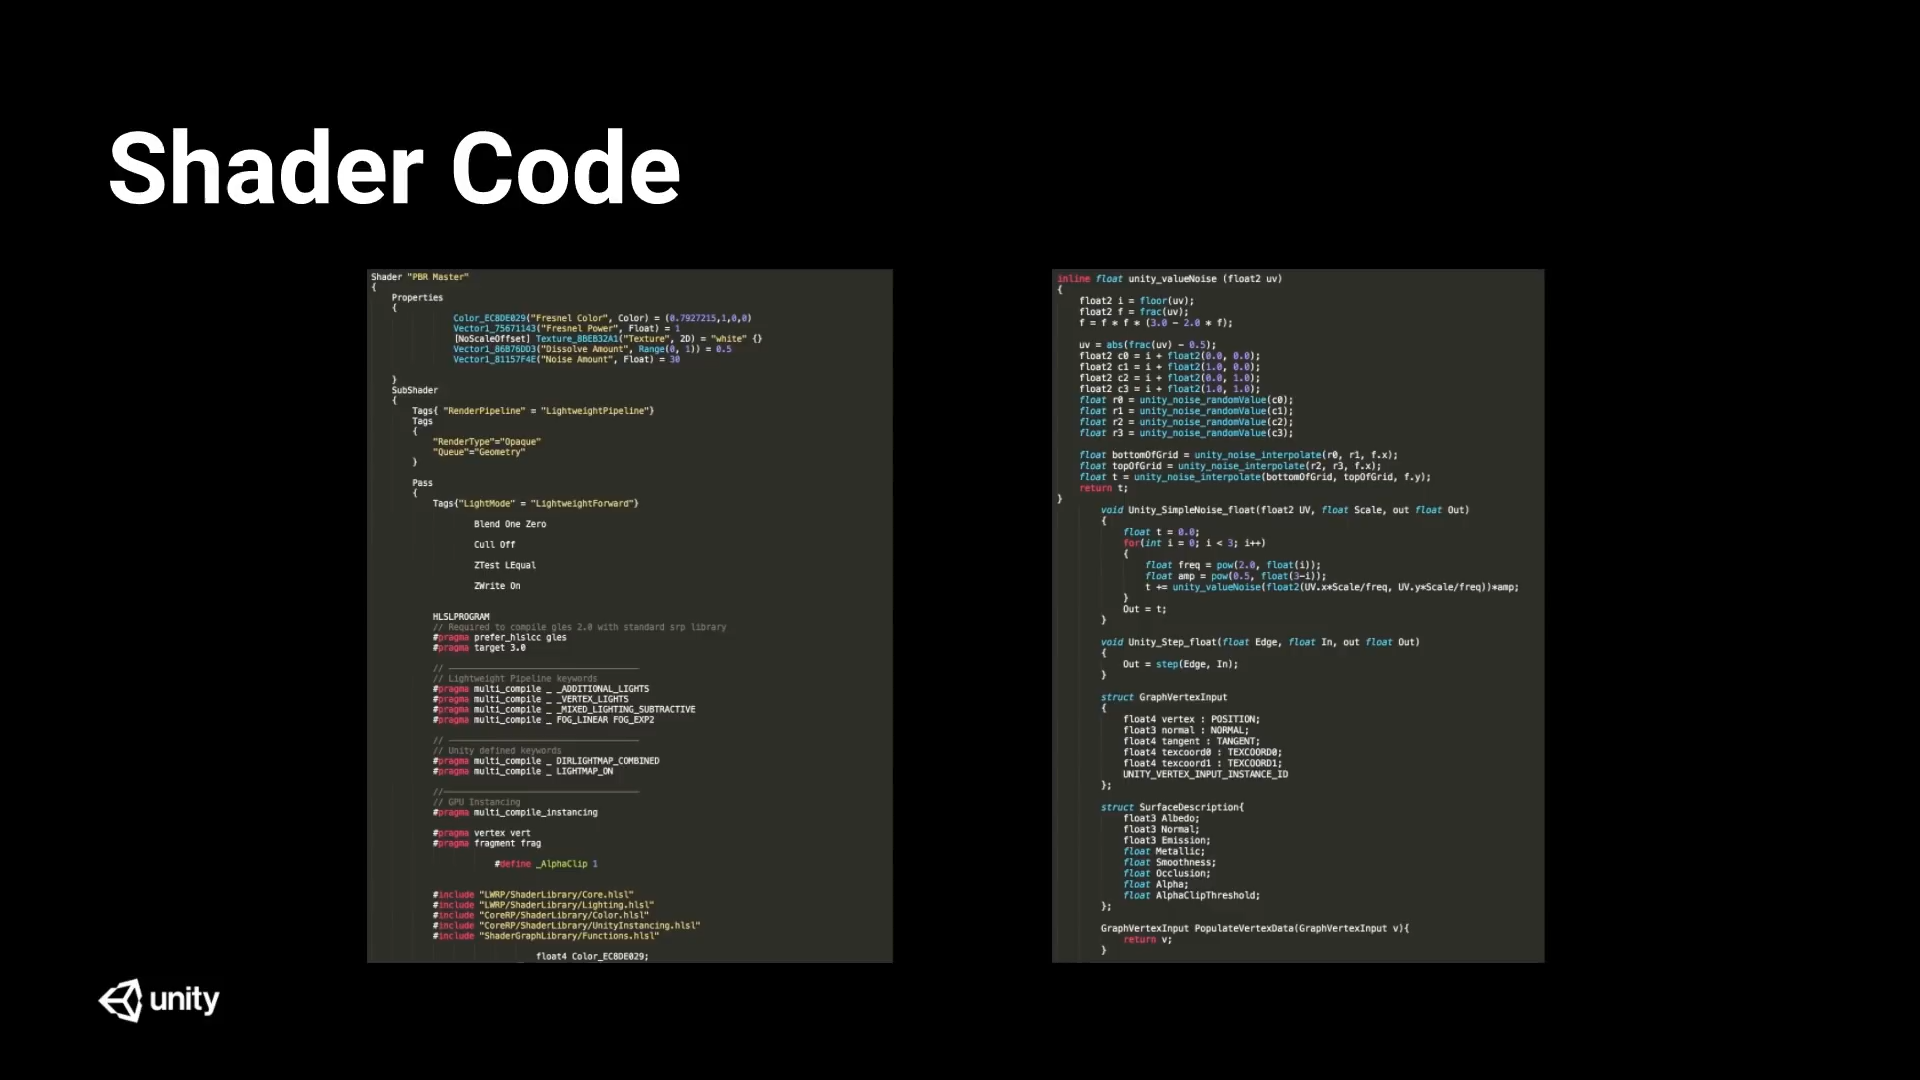 Shader Code
Shader "PBR Master"
{
Properties
{
Color_EC8DE029("Fresnel Color", Color) = (0.7927215,1,0,0)
Vector1_75671143("Fresnel Power", Float) = 1
[NoScaleOffset] Texture_8BEB32A1("Texture", 2D) = "white" {}
Vector1_86B76DD3("Dissolve Amount", Range(0, 1)) = 0.5
Vector1_81157F4E("Noise Amount", Float) = 30
}
SubShader
{
Tags{ "RenderPipeline" = "LightweightPipeline"}
Tags
{
"RenderType"="Opaque"
"Queue"="Geometry"
}
Pass
{
Tags{"LightMode" = "LightweightForward"}
Blend One Zero
Cull Off
ZTest LEqual
ZWrite On
HLSLPROGRAM
// Required to compile gles 2.0 with standard srp library
#pragma prefer_hlslcc gles
#pragma target 3.0
// -------------------------------------
// Lightweight Pipeline keywords
#pragma multi_compile _ _ADDITIONAL_LIGHTS
#pragma multi_compile _ _VERTEX_LIGHTS
#pragma multi_compile _ _MIXED_LIGHTING_SUBTRACTIVE
#pragma multi_compile _ FOG_LINEAR FOG_EXP2
// -------------------------------------
// Unity defined keywords
#pragma multi_compile _ DIRLIGHTMAP_COMBINED
#pragma multi_compile _ LIGHTMAP_ON
//--------------------------------------
// GPU Instancing
#pragma multi_compile_instancing
#pragma vertex vert
#pragma fragment frag
#define _AlphaClip 1
#include "LWRP/ShaderLibrary/Core.hlsl"
#include "LWRP/ShaderLibrary/Lighting.hlsl"
#include "CoreRP/ShaderLibrary/Color.hlsl"
#include "CoreRP/ShaderLibrary/UnityInstancing.hlsl"
#include "ShaderGraphLibrary/Functions.hlsl"
float4 Color_EC8DE029;
inline float unity_valueNoise (float2 uv)
{
float2 i = floor(uv);
float2 f = frac(uv);
f = f * f * (3.0 - 2.0 * f);
uv = abs(frac(uv) - 0.5);
float2 c0 = i + float2(0.0, 0.0);
float2 c1 = i + float2(1.0, 0.0);
float2 c2 = i + float2(0.0, 1.0);
float2 c3 = i + float2(1.0, 1.0);
float r0 = unity_noise_randomValue(c0);
float r1 = unity_noise_randomValue(c1);
float r2 = unity_noise_randomValue(c2);
float r3 = unity_noise_randomValue(c3);
float bottomOfGrid = unity_noise_interpolate(r0, r1, f.x);
float topOfGrid = unity_noise_interpolate(r2, r3, f.x);
float t = unity_noise_interpolate(bottomOfGrid, topOfGrid, f.y);
return t;
}
void Unity_SimpleNoise_float(float2 UV, float Scale, out float Out)
{
float t = 0.0;
for(int i = 0; i < 3; i++)
{
float freq = pow(2.0, float(i));
float amp = pow(0.5, float(3-i));
t += unity_valueNoise(float2(UV.x*Scale/freq, UV.y*Scale/freq))*amp;
}
Out = t;
}
void Unity_Step_float(float Edge, float In, out float Out)
{
Out = step(Edge, In);
}
struct GraphVertexInput
{
float4 vertex : POSITION;
float3 normal : NORMAL;
float4 tangent : TANGENT;
float4 texcoord0 : TEXCOORD0;
float4 texcoord1 : TEXCOORD1;
UNITY_VERTEX_INPUT_INSTANCE_ID
};
struct SurfaceDescription{
float3 Albedo;
float3 Normal;
float3 Emission;
float Metallic;
float Smoothness;
float Occlusion;
float Alpha;
float AlphaClipThreshold;
};
GraphVertexInput PopulateVertexData(GraphVertexInput v){
return v;
}
unity